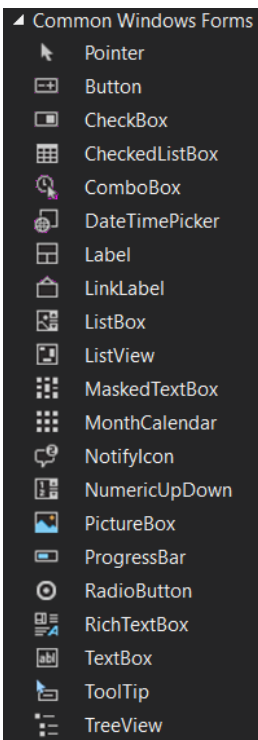 Common Windows Forms
Pointer
Button
CheckBox
CheckedListBox
ComboBox
DateTimePicker
Label
LinkLabel
ListBox
ListView
MaskedTextBox
MonthCalendar
NotifyIcon
NumericUpDown
PictureBox
ProgressBar
RadioButton
RichTextBox
abl TextBox
ToolTip
TreeView